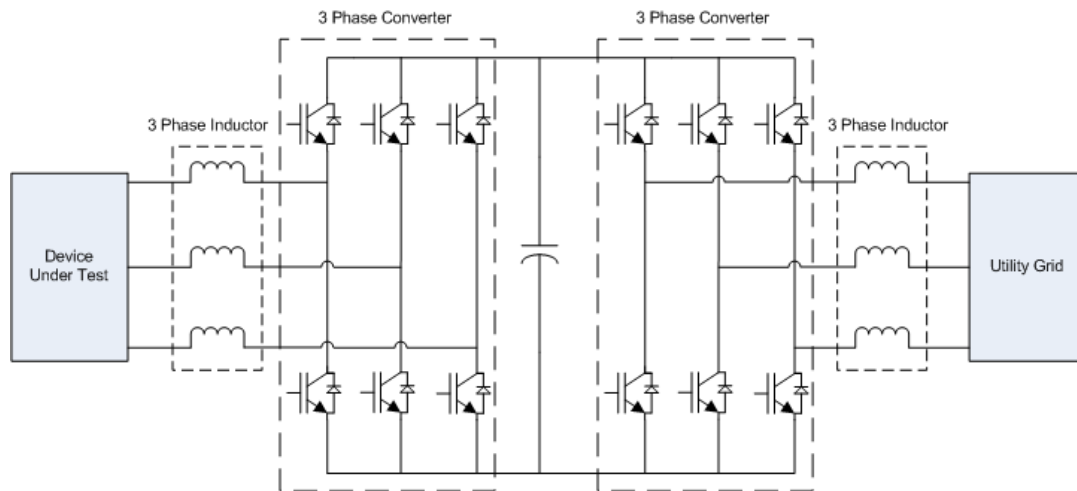 3 Phase Converter
3 Phase Converter
3 Phase Inductor
3 Phase Inductor
Device
Under Test
Utility Grid